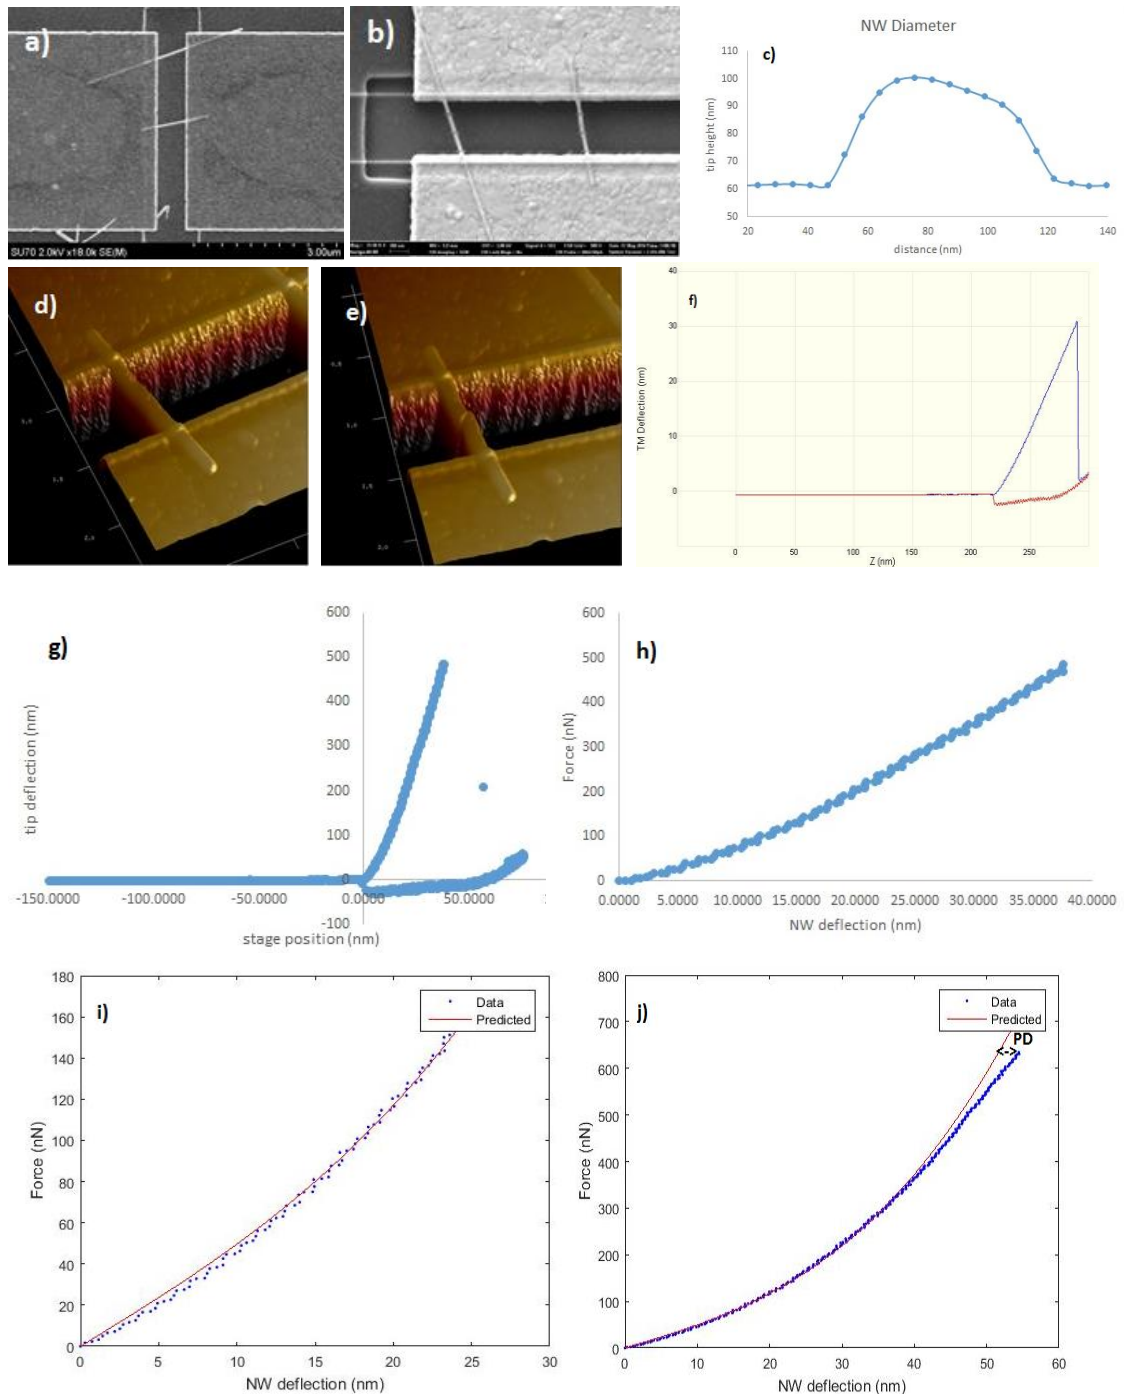 a)
SU70 2.0kV x18.0k SE(M)
3.00um
b)
NW Diameter
c)
110
100
90
80
70
60
50
tip height (nm)
20
40
60
80
100
120
140
distance (nm)
d)
e)
f)
40
30
20
10
0
TM Deflection (nm)
0
50
100
150
200
250
Z (nm)
g)
600
500
400
300
200
100
0
-100
tip deflection (nm)
-150.0000
-100.0000
-50.0000
0.0000
50.0000
stage position (nm)
h)
600
500
400
300
200
100
0
Force (nN)
0.0000
5.0000
10.0000
15.0000
20.0000
25.0000
30.0000
35.0000
40.0000
NW deflection (nm)
i)
180
160
140
120
100
80
60
40
20
0
Force (nN)
Data
Predicted
0
5
10
15
20
25
30
NW deflection (nm)
j)
800
700
600
500
400
300
200
100
0
Force (nN)
Data
Predicted
PD
0
10
20
30
40
50
60
NW deflection (nm)